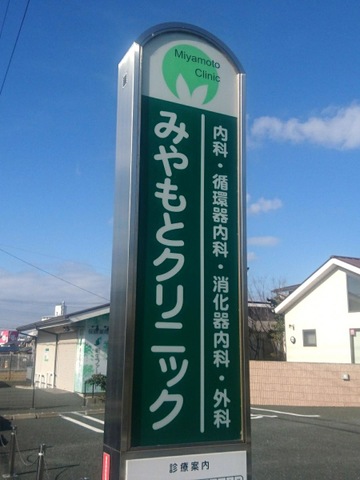 Miyamoto
Clinic
みやもとクリニック
内科・循環器内科・消化器内科・外科
診療案内